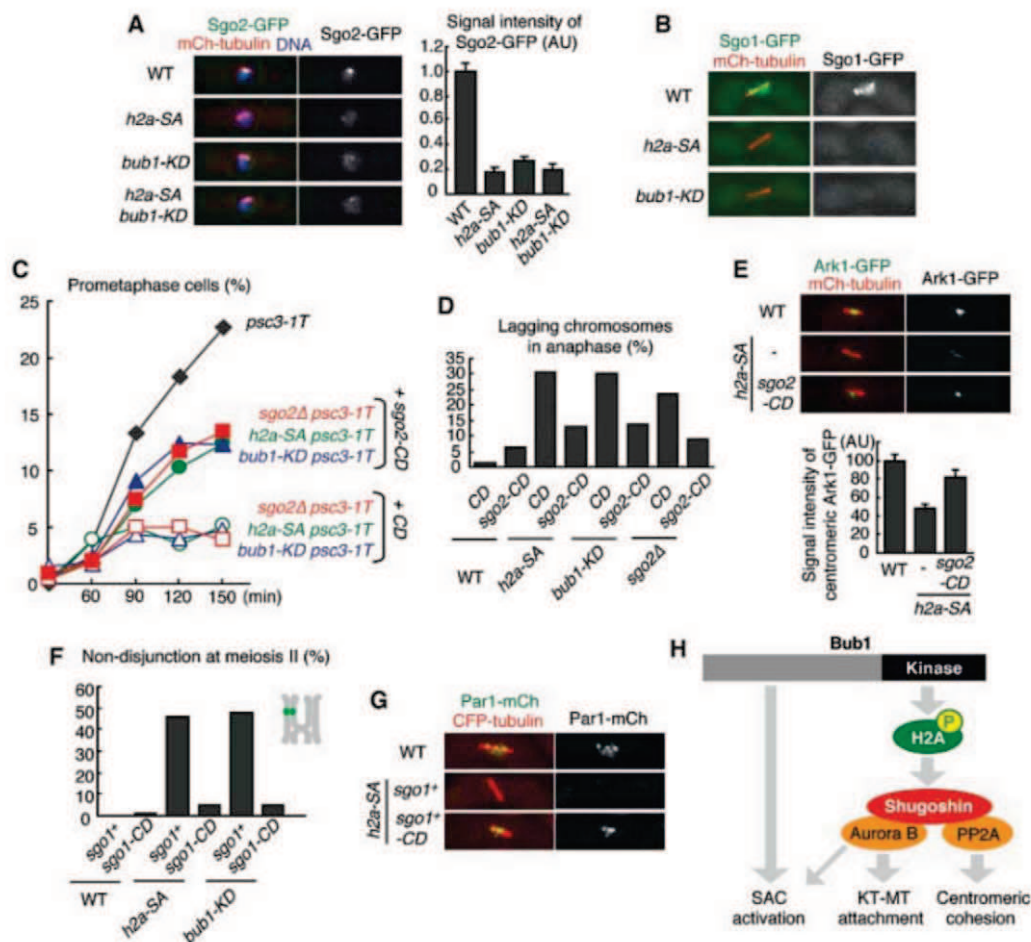 A
Sgo2-GFP
mCh-tubulin DNA
Sgo2-GFP
WT
h2a-SA
bub1-KD
h2a-SA
bub1-KD
Signal intensity of
Sgo2-GFP (AU)
1.2
1.0
0.8
0.6
0.4
0.2
0
WT
h2a-SA
bub1-KD
h2a-SA
bub1-KD
B
Sgo1-GFP
mCh-tubulin
Sgo1-GFP
WT
h2a-SA
bub1-KD
C
Prometaphase cells (%)
25
20
15
10
5
0
60 90 120 150 (min)
psc3-1T
sgo2Δ psc3-1T
h2a-SA psc3-1T
bub1-KD psc3-1T
+ sgo2-CD
sgo2Δ psc3-1T
h2a-SA psc3-1T
bub1-KD psc3-1T
+ CD
D
Lagging chromosomes
in anaphase (%)
35
30
25
20
15
10
5
0
CD
sgo2-CD
CD
sgo2-CD
CD
sgo2-CD
CD
sgo2-CD
WT
h2a-SA
bub1-KD
sgo2Δ
E
Ark1-GFP
mCh-tubulin
Ark1-GFP
WT
h2a-SA
-
sgo2
-CD
Signal intensity of
centromeric Ark1-GFP
(AU)
100
80
60
40
20
0
WT
-
sgo2
-CD
h2a-SA
F
Non-disjunction at meiosis II (%)
50
40
30
20
10
0
sgo1+
sgo1-CD
sgo1+
sgo1-CD
sgo1+
sgo1-CD
WT
h2a-SA
bub1-KD
G
Par1-mCh
CFP-tubulin
Par1-mCh
WT
h2a-SA
sgo1+
sgo1+
-CD
H
Bub1
Kinase
P
H2A
Shugoshin
Aurora B
PP2A
SAC
activation
KT-MT
attachment
Centromeric
cohesion